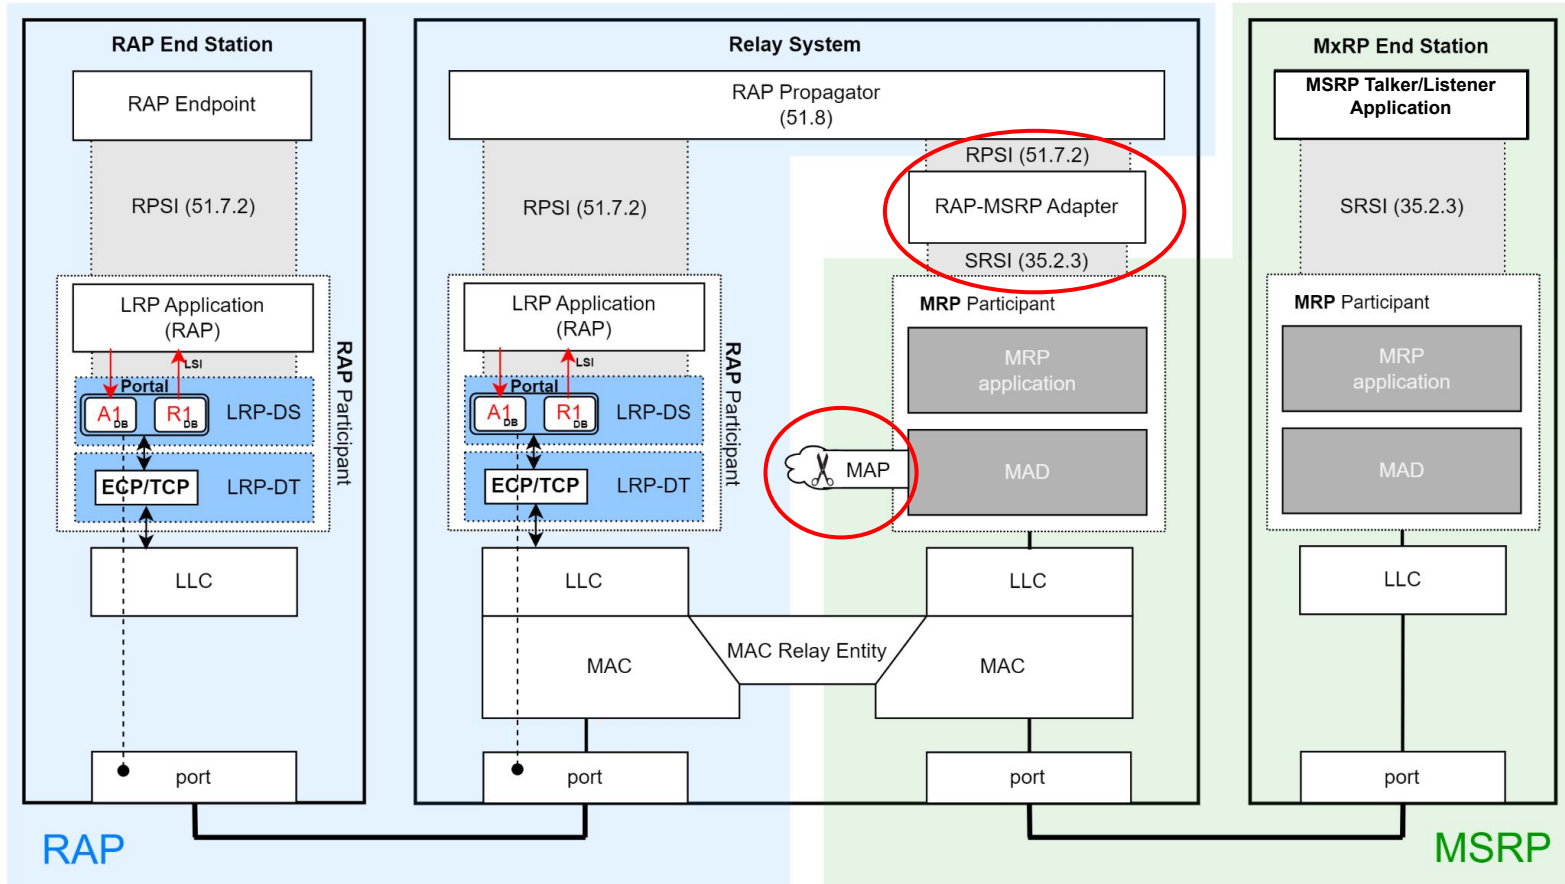 RAP End Station
RAP Endpoint
RPSI (51.7.2)
LRP Application
(RAP)
LSI
Portal
A1
DB
R1
DB
LRP-DS
ECP/TCP
LRP-DT
RAP Participant
LLC
port
RAP
Relay System
RAP Propagator
(51.8)
RPSI (51.7.2)
LRP Application
(RAP)
LSI
Portal
A1
DB
R1
DB
LRP-DS
ECP/TCP
LRP-DT
RAP Participant
LLC
MAC
port
MAC Relay Entity
RPSI (51.7.2)
RAP-MSRP Adapter
SRSI (35.2.3)
MRP Participant
MRP
application
MAP
MAD
LLC
MAC
port
MxRP End Station
MSRP Talker/Listener
Application
SRSI (35.2.3)
MRP Participant
MRP
application
MAD
LLC
port
MSRP